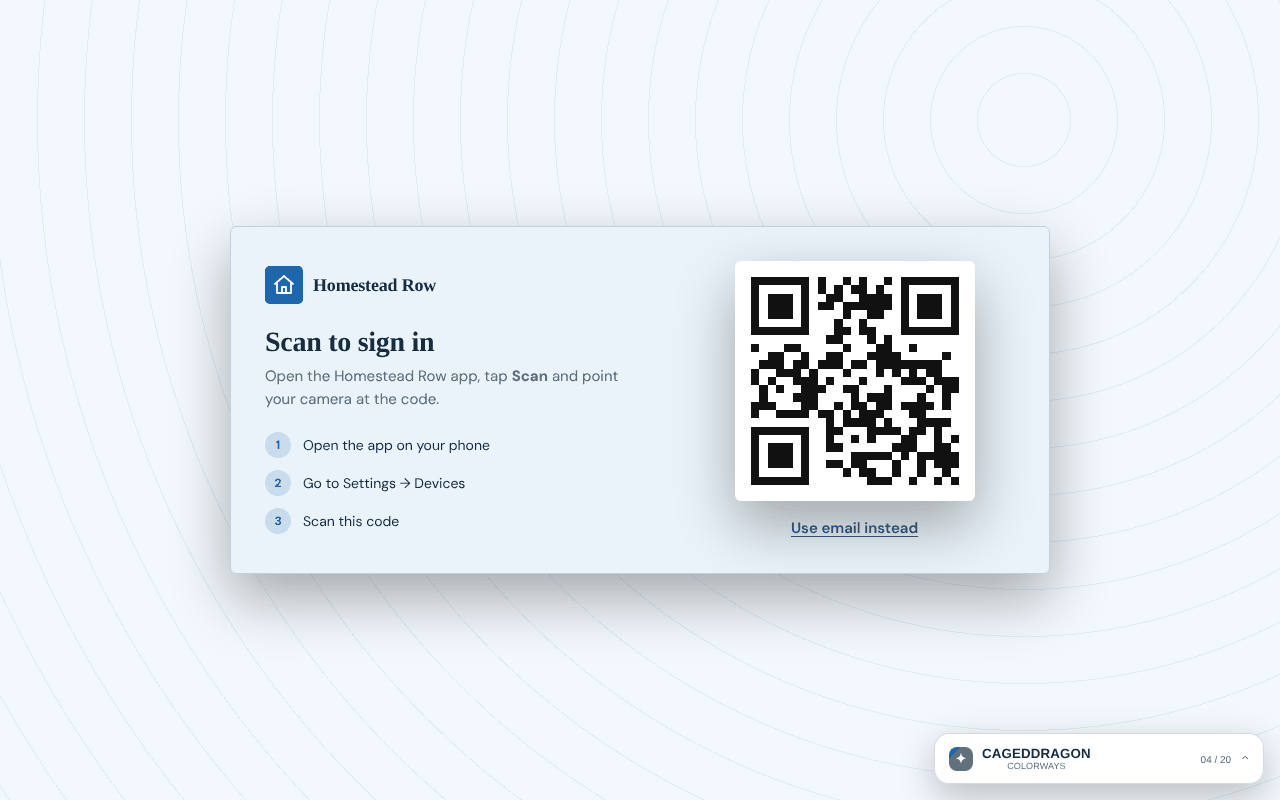 Homestead Row
Scan to sign in
Open the Homestead Row app, tap Scan and point
your camera at the code.
1 Open the app on your phone
2 Go to Settings → Devices
3 Scan this code
Use email instead
CAGEDDRAGON
COLORWAYS
04 / 20